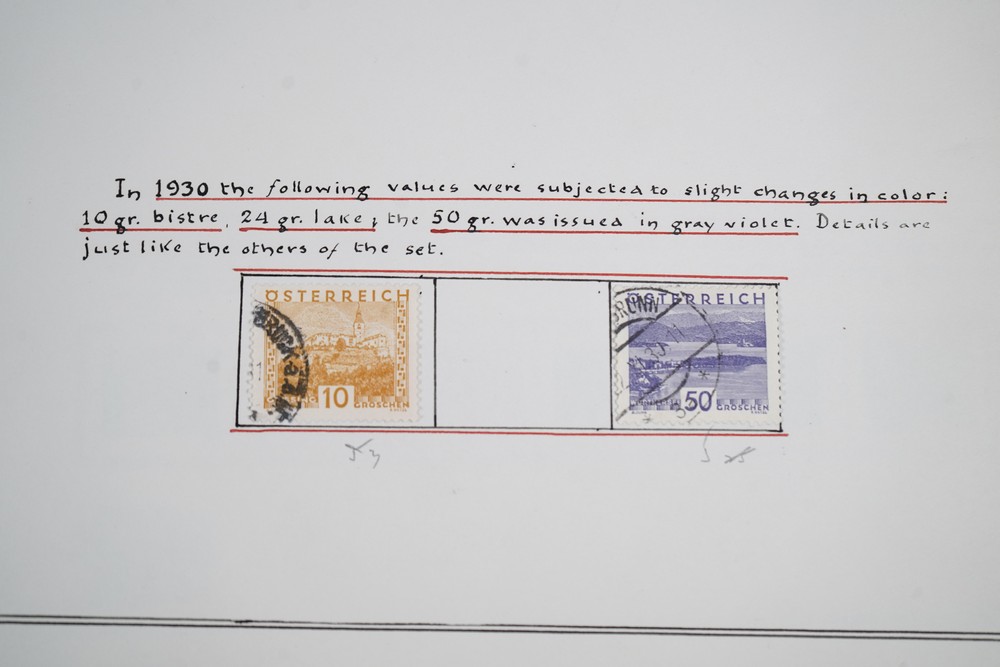 In 1930 the following values were subjected to slight changes in color:
10 gr. bistre, 24 gr. lake; the 50 gr. was issued in gray violet. Details are
just like the others of the set.
ÖSTERREICH
10 GROSCHEN
ÖSTERREICH
BRUNN
50 GROSCHEN